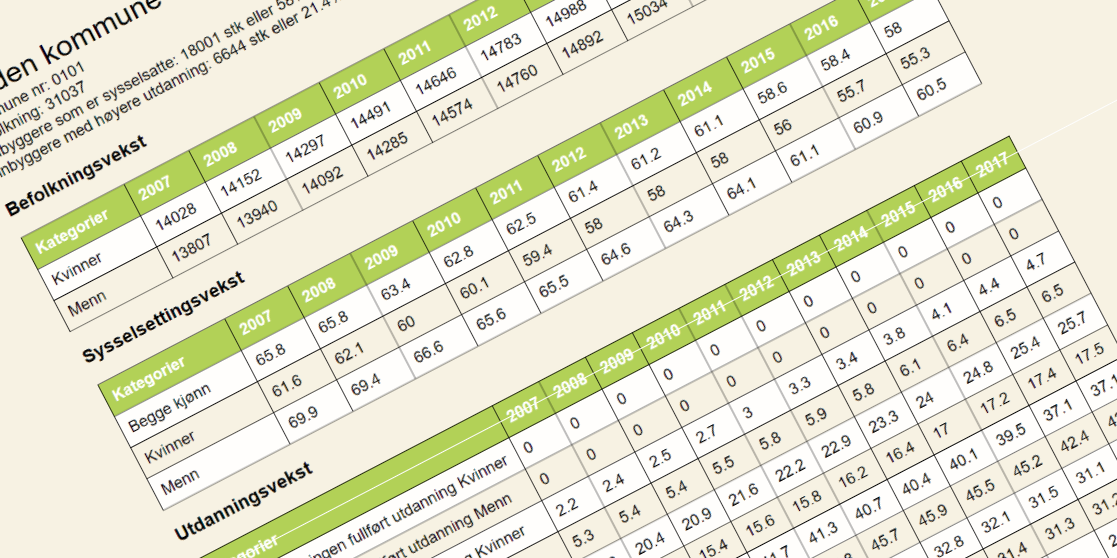 den kommune
mune nr: 0101
lkning: 31037
byggere som er sysselsatte: 18001 stk eller 58
nbyggere med høyere utdanning: 6644 stk eller 21.4
Befolkningsvekst
Kategorier 2007 2008 2009 2010 2011 2012
Kvinner 14028 14152 14297 14491 14646 14783 14988
Menn 13807 13940 14092 14285 14574 14760 14892 15034
Sysselsettingsvekst
Kategorier 2007 2008 2009 2010 2011 2012 2013 2014 2015 2016
Begge kjønn 65.8 65.8 63.4 62.8 62.5 61.4 61.2 61.1 58.6 58.4 58
Kvinner 61.6 62.1 60 60.1 59.4 58 58 58 56 55.7 55.3
Menn 69.9 69.4 66.6 65.6 65.5 64.6 64.3 64.1 61.1 60.9 60.5
Utdanningsvekst
gorier 2007 2008 2009 2010 2011 2012 2013 2014 2015 2016 2017
ingen fullført utdanning Kvinner 0 0 0 0 0 0 0 0 0 0 0
ørt utdanning Menn 0 0 0 0 0 0 0 0 0 0 0
g Kvinner 2.2 2.4 2.5 2.7 3 3.3 3.4 3.8 4.1 4.4 4.7
5.3 5.4 5.4 5.5 5.8 5.9 5.8 6.1 6.4 6.5 6.5
20.4 20.9 21.6 22.2 22.9 23.3 24 24.8 25.4 25.7
15.4 15.6 15.8 16.2 16.4 17 17.2 17.4 17.5
41.3 40.7 40.4 40.1 39.5 37.1 37.1
45.7 45.9 45.5 45.2 42.4
32.8 32.1 31.5 31.1
31.4 31.3 31.2